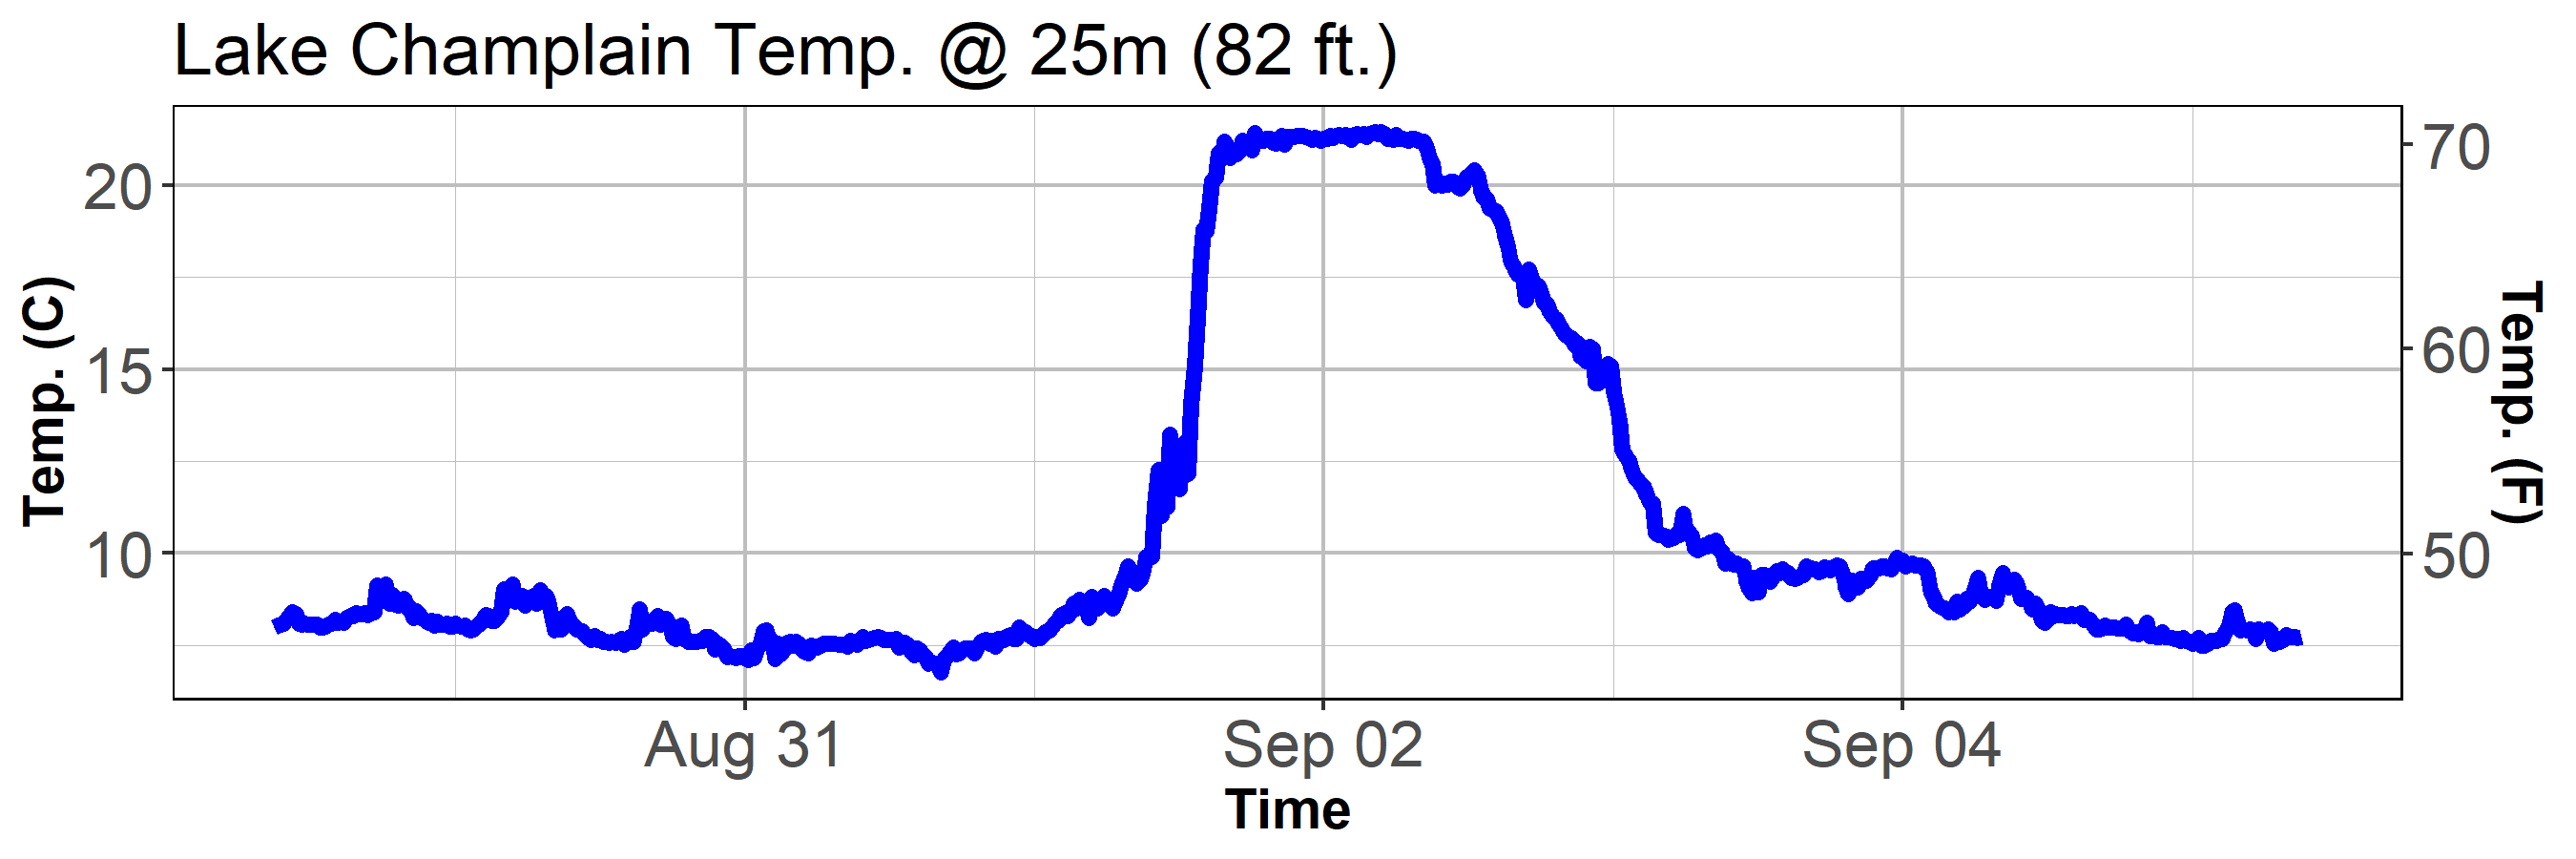 Lake Champlain Temp. @ 25m (82 ft.)
Temp. (C)
20
15
10
70
60
50
Temp. (F)
Aug 31
Sep 02
Sep 04
Time